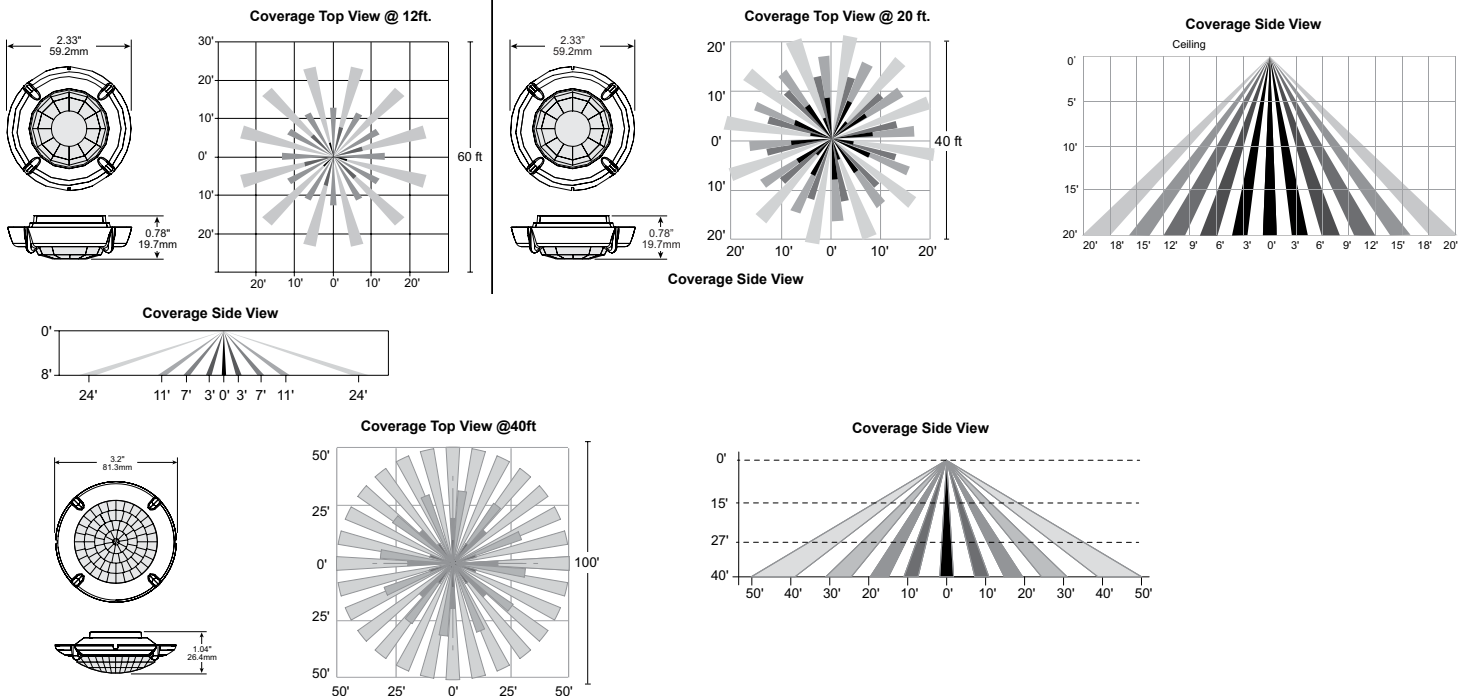 Coverage Top View @ 12ft.
2.33"
59.2mm
0.78"
19.7mm
30'
20'
10'
0'
10'
20'
20' 10' 0' 10' 20'
60 ft
Coverage Top View @ 20 ft.
2.33"
59.2mm
0.78"
19.7mm
20'
10'
0'
10'
20'
20' 10' 0' 10' 20'
40 ft
Coverage Side View
Coverage Side View
Ceiling
0'
5'
10'
15'
20'
20' 18' 15' 12' 9' 6' 3' 0' 3' 6' 9' 12' 15' 18' 20'
Coverage Side View
0'
8'
24' 11' 7' 3' 0' 3' 7' 11' 24'
3.2"
81.3mm
1.04"
26.4mm
Coverage Top View @40ft
50'
25'
0'
25'
50'
50' 25' 0' 25' 50'
100'
Coverage Side View
0'
15'
27'
40'
50' 40' 30' 20' 10' 0' 10' 20' 30' 40' 50'